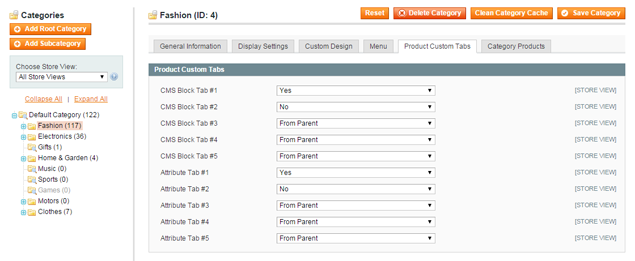 Categories
Add Root Category
Add Subcategory
Choose Store View:
All Store Views
Collapse All | Expand All
Default Category (122)
Fashion (117)
Electronics (36)
Gifts (1)
Home & Garden (4)
Music (0)
Sports (0)
Games (0)
Motors (0)
Clothes (7)
Fashion (ID: 4)
Reset Delete Category Clean Category Cache Save Category
General Information Display Settings Custom Design Menu Product Custom Tabs Category Products
Product Custom Tabs
CMS Block Tab #1 Yes [STORE VIEW]
CMS Block Tab #2 No [STORE VIEW]
CMS Block Tab #3 From Parent [STORE VIEW]
CMS Block Tab #4 From Parent [STORE VIEW]
CMS Block Tab #5 From Parent [STORE VIEW]
Attribute Tab #1 Yes [STORE VIEW]
Attribute Tab #2 No [STORE VIEW]
Attribute Tab #3 From Parent [STORE VIEW]
Attribute Tab #4 From Parent [STORE VIEW]
Attribute Tab #5 From Parent [STORE VIEW]